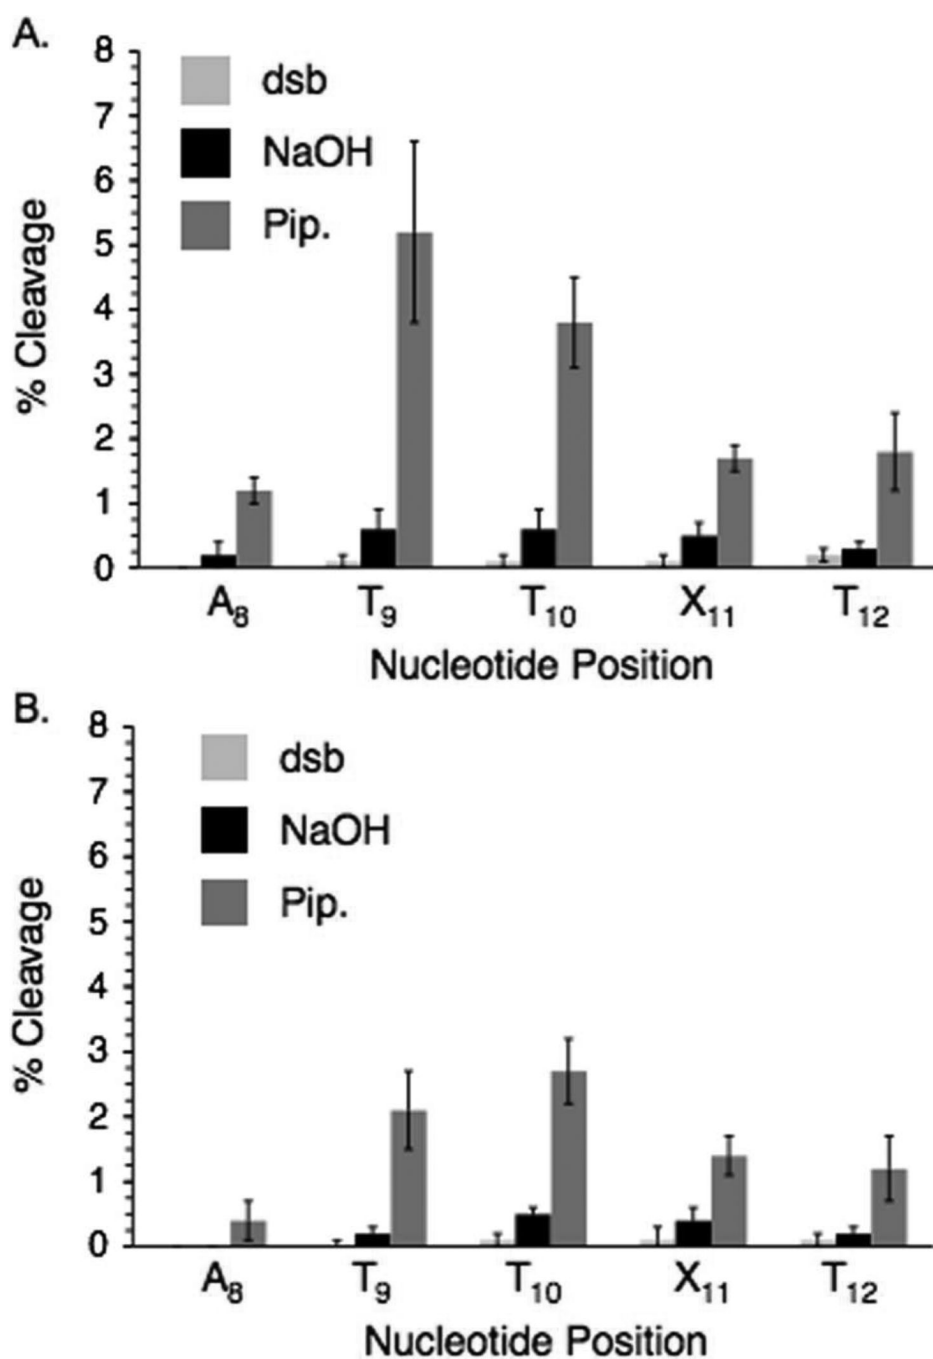 A.
8
dsb
7
NaOH
6
Pip.
5
4
3
2
1
0
% Cleavage
A₈ T₉ T₁₀ X₁₁ T₁₂
Nucleotide Position
B.
8
dsb
7
NaOH
6
Pip.
5
4
3
2
1
0
% Cleavage
A₈ T₉ T₁₀ X₁₁ T₁₂
Nucleotide Position